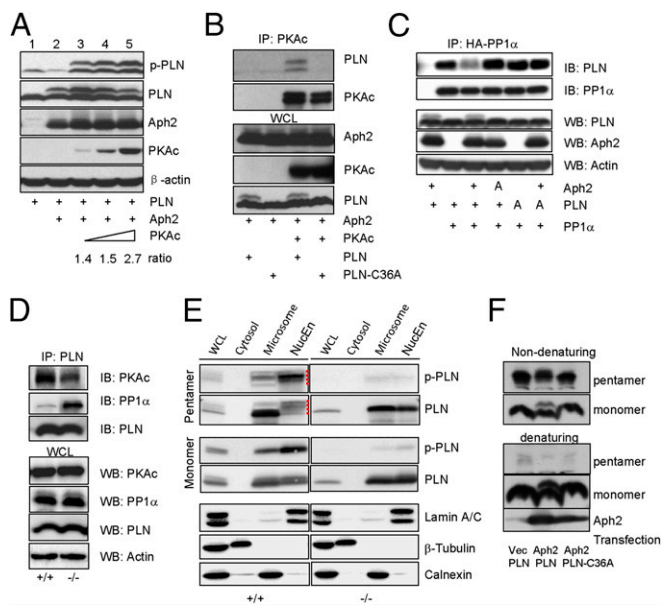 A
1 2 3 4 5
p-PLN
PLN
Aph2
PKAc
β-actin
+ + + + + PLN
+ + + + Aph2
PKAc
1.4 1.5 2.7 ratio
B
IP: PKAc
PLN
PKAc
WCL
Aph2
PKAc
PLN
+ + + + Aph2
+ + PKAc
+ + PLN
+ + PLN-C36A
C
IP: HA-PP1α
IB: PLN
IB: PP1α
WB: PLN
WB: Aph2
WB: Actin
+ + A + Aph2
+ + + + A A PLN
+ + + + + PP1α
D
IP: PLN
IB: PKAc
IB: PP1α
IB: PLN
WCL
WB: PKAc
WB: PP1α
WB: PLN
WB: Actin
+/+ -/-
E
WCL Cytosol Microsome NucEn WCL Cytosol Microsome NucEn
Pentamer
p-PLN
PLN
Monomer
p-PLN
PLN
Lamin A/C
β-Tubulin
Calnexin
+/+ -/-
F
Non-denaturing
pentamer
monomer
denaturing
pentamer
monomer
Aph2
Transfection
Vec Aph2 Aph2
PLN PLN PLN-C36A